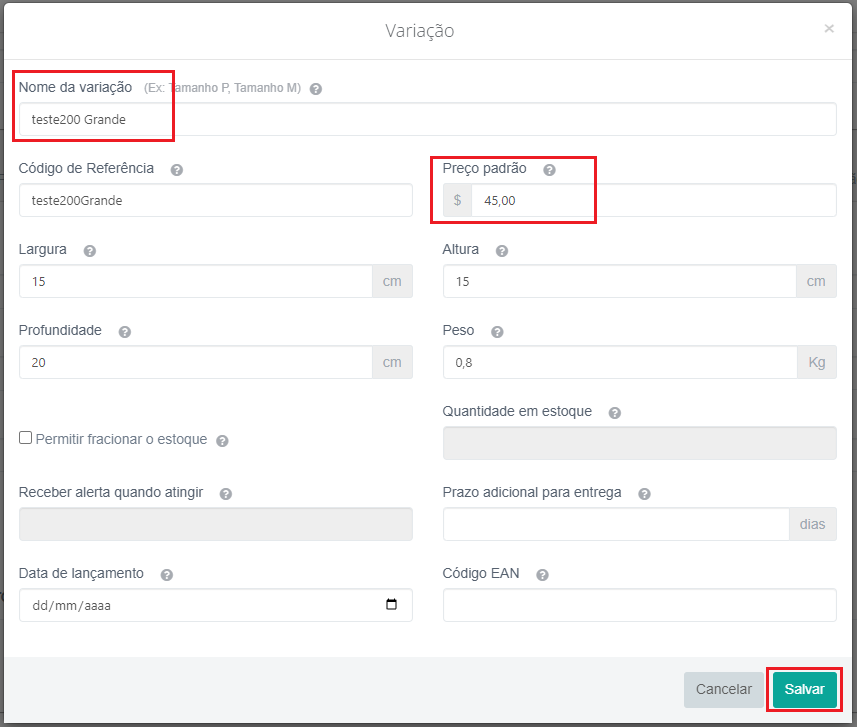 Variação ×
Nome da variação (Ex: Tamanho P, Tamanho M) ?
teste200 Grande
Código de Referência ? Preço padrão ?
teste200Grande $ 45,00
Largura ? Altura ?
15 cm 15 cm
Profundidade ? Peso ?
20 cm 0,8 Kg
Quantidade em estoque ?
Permitir fracionar o estoque ?
Receber alerta quando atingir ? Prazo adicional para entrega ?
dias
Data de lançamento ? Código EAN ?
dd/mm/aaaa
Cancelar Salvar